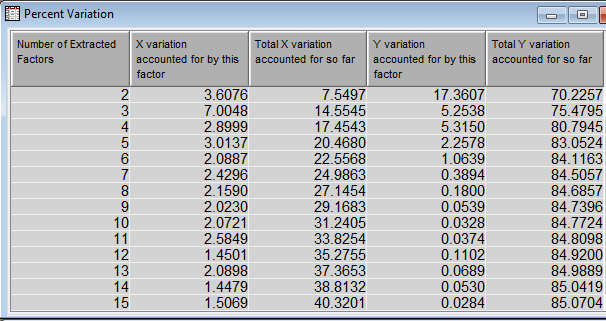 Percent Variation
Number of Extracted Factors | X variation accounted for by this factor | Total X variation accounted for so far | Y variation accounted for by this factor | Total Y variation accounted for so far
2 3.6076 7.5497 17.3607 70.2257
3 7.0048 14.5545 5.2538 75.4795
4 2.8999 17.4543 5.3150 80.7945
5 3.0137 20.4680 2.2578 83.0524
6 2.0887 22.5568 1.0639 84.1163
7 2.4296 24.9863 0.3894 84.5057
8 2.1590 27.1454 0.1800 84.6857
9 2.0230 29.1683 0.0539 84.7396
10 2.0721 31.2405 0.0328 84.7724
11 2.5849 33.8254 0.0374 84.8098
12 1.4501 35.2755 0.1102 84.9200
13 2.0898 37.3653 0.0689 84.9889
14 1.4479 38.8132 0.0530 85.0419
15 1.5069 40.3201 0.0284 85.0704